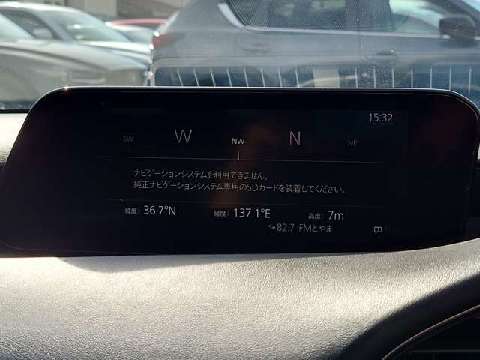 15:32
SW W NW N NE
ナビゲーションシステムを利用できません。
純正ナビゲーションシステム専用のSDカードを装着してください。
緯度: 36.7°N 経度: 137.1°E 高度: 7m
82.7 FMとやま